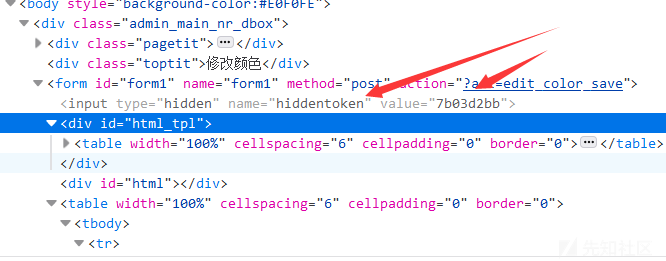 <body style="background-color:#E0F0FE">
<div class="admin_main_nr_dbox">
<div class="pagetit"> ••• </div>
<div class="toptit">修改颜色</div>
<form id="form1" name="form1" method="post" action="?a =edit_color_save">
<input type="hidden" name="hiddentoken" value="7b03d2bb">
<div id="html_tpl">
<table width="100%" cellspacing="6" cellpadding="0" border="0"> ••• </table>
</div>
<div id="html"></div>
<table width="100%" cellspacing="6" cellpadding="0" border="0">
<tbody>
<tr>
先知社区